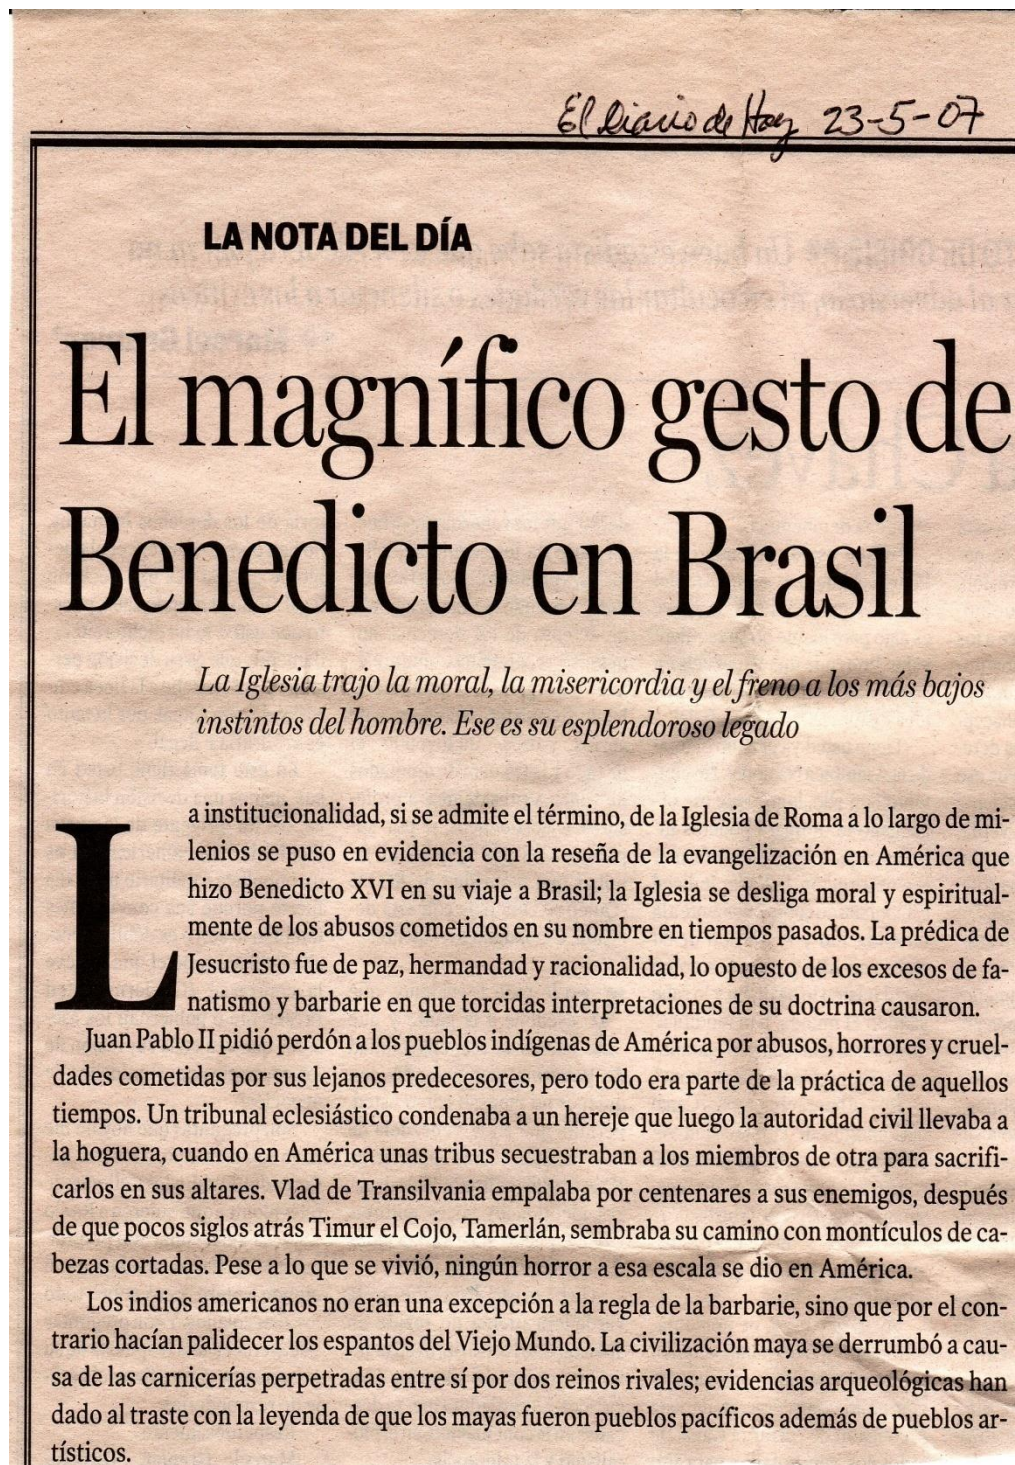 El Diario de Hoy 23-5-07
LA NOTA DEL DÍA
El magnífico gesto de
Benedicto en Brasil
La Iglesia trajo la moral, la misericordia y el freno a los más bajos
instintos del hombre. Ese es su esplendoroso legado
La institucionalidad, si se admite el término, de la Iglesia de Roma a lo largo de mi-
lenios se puso en evidencia con la reseña de la evangelización en América que
hizo Benedicto XVI en su viaje a Brasil; la Iglesia se desliga moral y espiritual-
mente de los abusos cometidos en su nombre en tiempos pasados. La prédica de
Jesucristo fue de paz, hermandad y racionalidad, lo opuesto de los excesos de fa-
natismo y barbarie en que torcidas interpretaciones de su doctrina causaron.
Juan Pablo II pidió perdón a los pueblos indígenas de América por abusos, horrores y cruel-
dades cometidas por sus lejanos predecesores, pero todo era parte de la práctica de aquellos
tiempos. Un tribunal eclesiástico condenaba a un hereje que luego la autoridad civil llevaba a
la hoguera, cuando en América unas tribus secuestraban a los miembros de otra para sacrifi-
carlos en sus altares. Vlad de Transilvania empalaba por centenares a sus enemigos, después
de que pocos siglos atrás Timur el Cojo, Tamerlán, sembraba su camino con montículos de ca-
bezas cortadas. Pese a lo que se vivió, ningún horror a esa escala se dio en América.
Los indios americanos no eran una excepción a la regla de la barbarie, sino que por el con-
trario hacían palidecer los espantos del Viejo Mundo. La civilización maya se derrumbó a cau-
sa de las carnicerías perpetradas entre sí por dos reinos rivales; evidencias arqueológicas han
dado al traste con la leyenda de que los mayas fueron pueblos pacíficos además de pueblos ar-
tísticos.